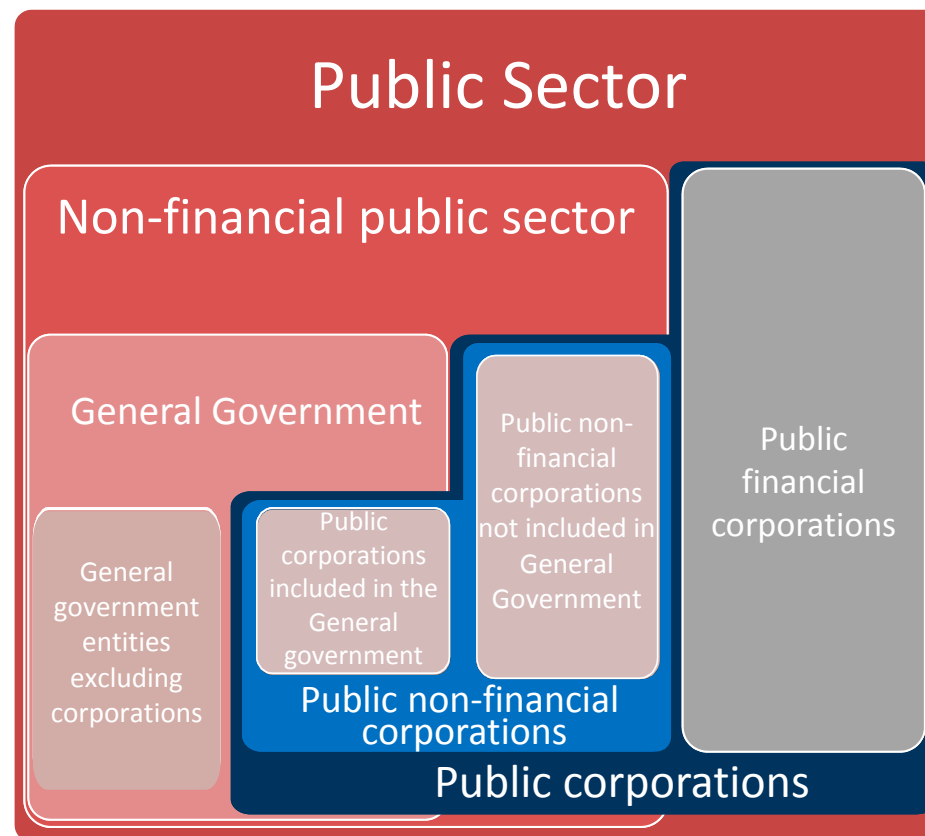 Public Sector
Non-financial public sector
General Government
General
government
entities
excluding
corporations
Public
corporations
included in the
General
government
Public non-
financial
corporations
not included in
General
Government
Public non-financial
corporations
Public
financial
corporations
Public corporations